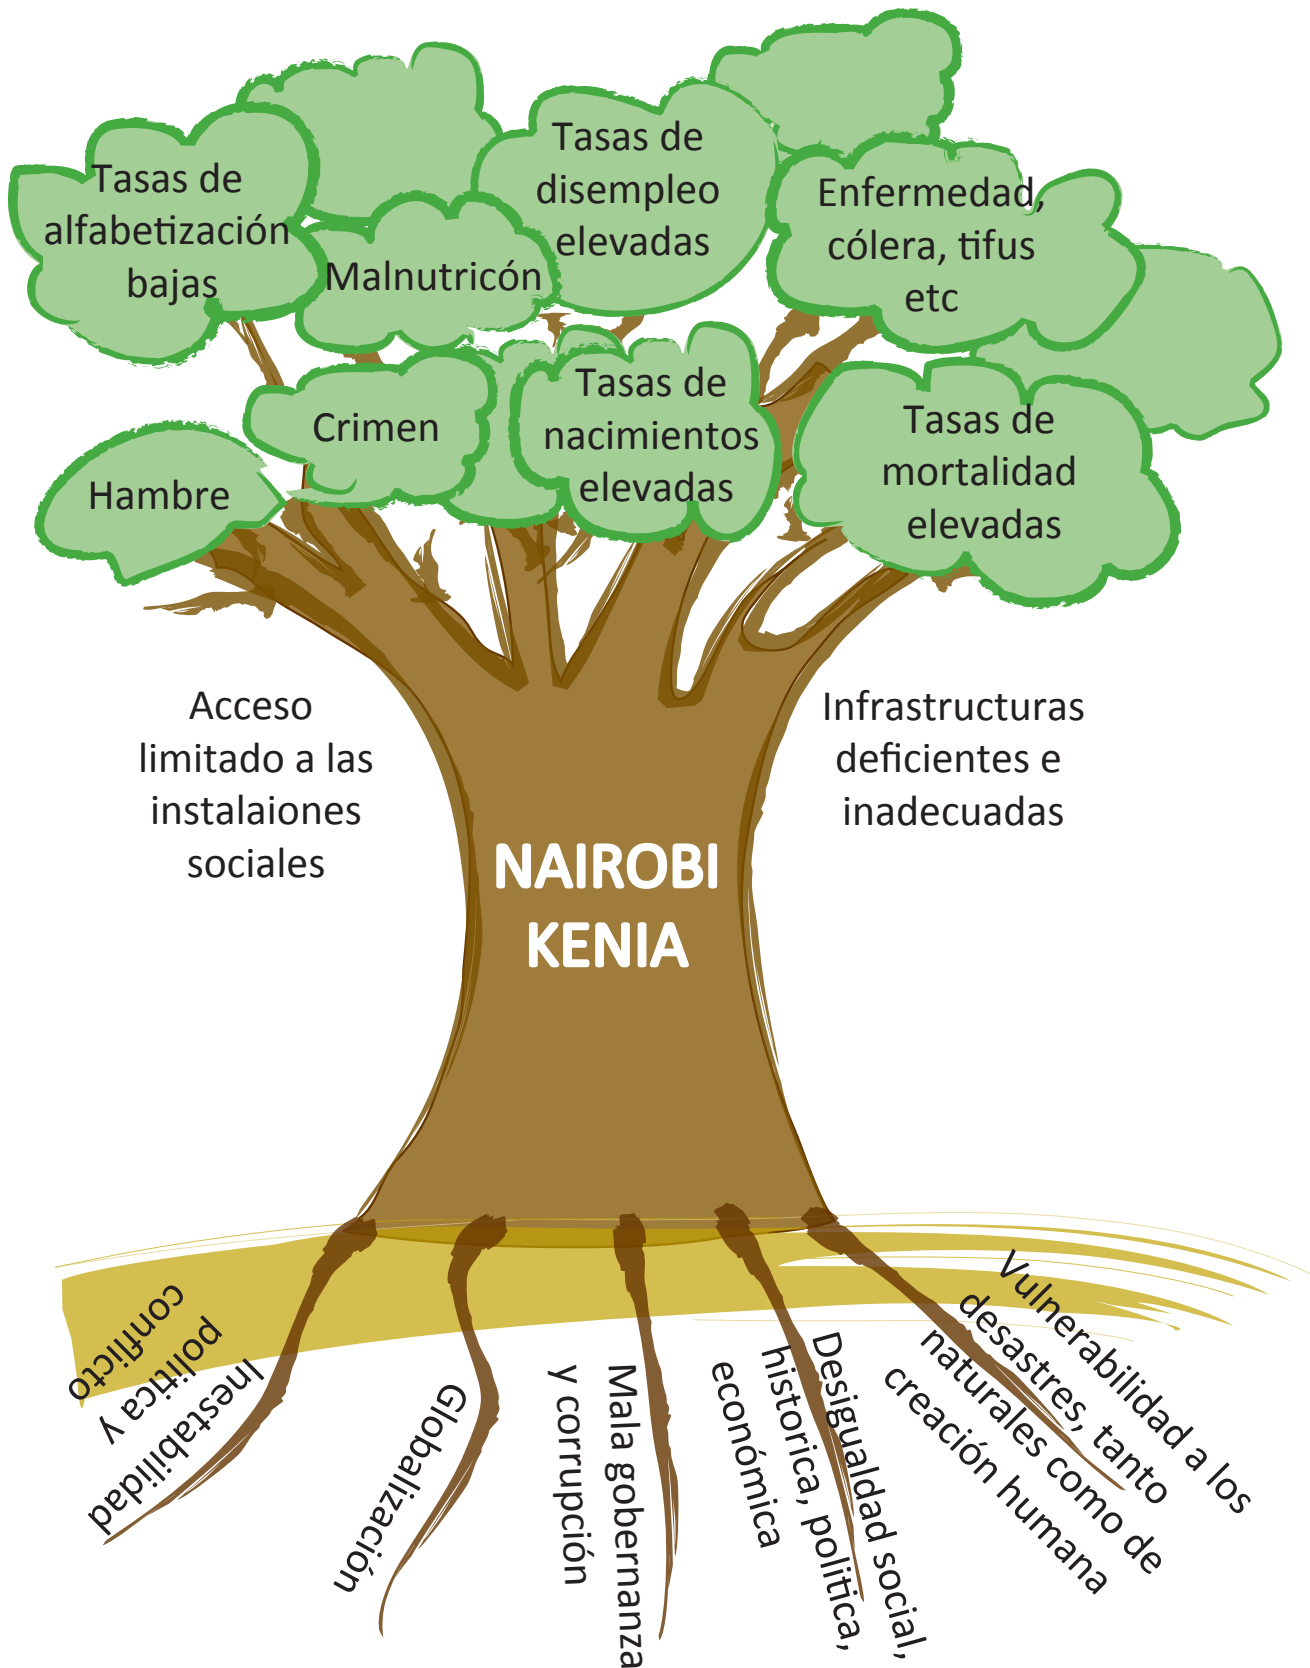 Tasas de
alfabetización
bajas
Malnutricón
Tasas de
disempleo
elevadas
Enfermedad,
cólera, tifus
etc
Hambre
Crimen
Tasas de
nacimientos
elevadas
Tasas de
mortalidad
elevadas
Acceso
limitado a las
instalaiones
sociales
Infrastructuras
deficientes e
inadecuadas
NAIROBI
KENIA
Inestabilidad
politica y
conflicto
Globalización
Mala gobernanza
y corrupción
Desigualdad social,
historica, politica,
económica
Vulnerabilidad a los
desastres, tanto
naturales como de
creación humana